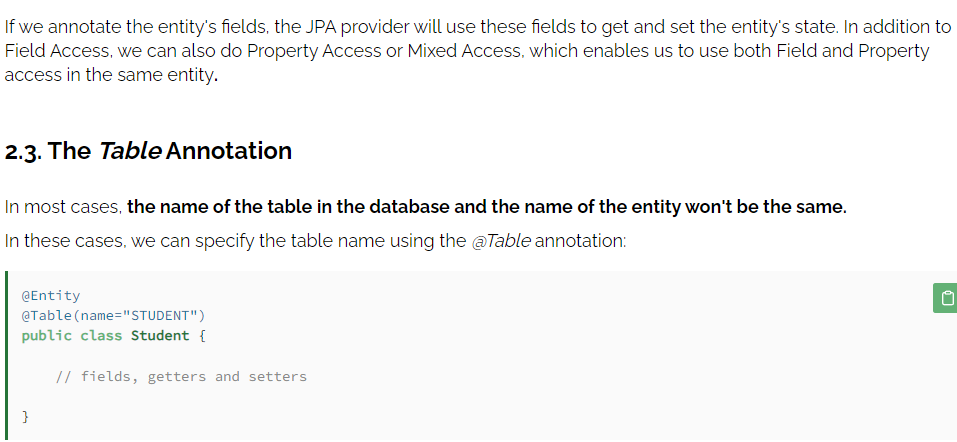 If we annotate the entity's fields, the JPA provider will use these fields to get and set the entity's state. In addition to
Field Access, we can also do Property Access or Mixed Access, which enables us to use both Field and Property
access in the same entity.
2.3. The Table Annotation
In most cases, the name of the table in the database and the name of the entity won't be the same.
In these cases, we can specify the table name using the @Table annotation:
@Entity
@Table(name="STUDENT")
public class Student {
// fields, getters and setters
}